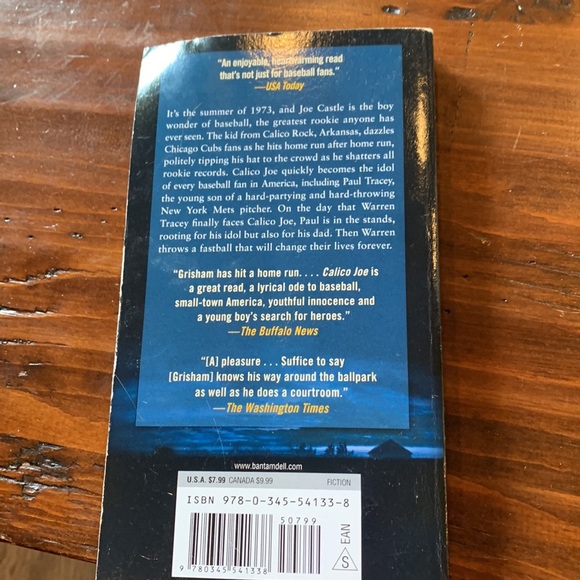 “An enjoyable, heartwarming read
that’s not just for baseball fans.”
—USA Today
It’s the summer of 1973, and Joe Castle is the boy
wonder of baseball, the greatest rookie anyone has
ever seen. The kid from Calico Rock, Arkansas, dazzles
Chicago Cubs fans as he hits home run after home run,
politely tipping his hat to the crowd as he shatters all
rookie records. Calico Joe quickly becomes the idol
of every baseball fan in America, including Paul Tracey,
the young son of a hard-partying and hard-throwing
New York Mets pitcher. On the day that Warren
Tracey finally faces Calico Joe, Paul is in the stands,
rooting for his idol but also for his dad. Then Warren
throws a fastball that will change their lives forever.
“Grisham has hit a home run. . . . Calico Joe is
a great read, a lyrical ode to baseball,
small-town America, youthful innocence and
a young boy’s search for heroes.”
—The Buffalo News
“[A] pleasure . . . Suffice to say
[Grisham] knows his way around the ballpark
as well as he does a courtroom.”
—The Washington Times
www.bantamdell.com
U.S.A. $7.99 CANADA $9.99 FICTION
ISBN 978-0-345-54133-8
50799
9 780345 541338
S
EAN